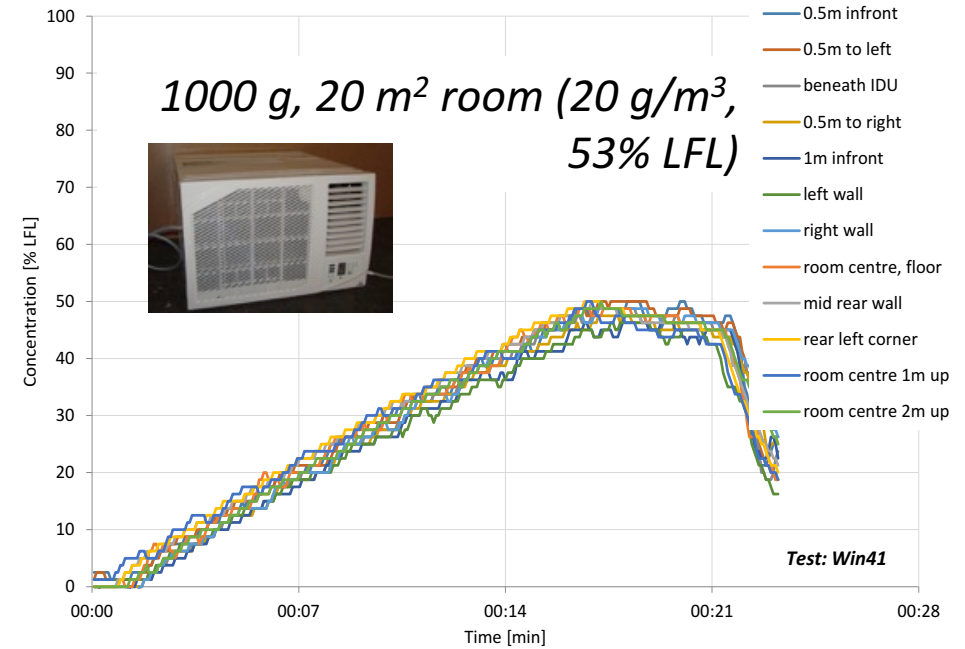 1000 g, 20 m² room (20 g/m³,
53% LFL)
Concentration [% LFL]
100
90
80
70
60
50
40
30
20
10
0
00:00 00:07 00:14 00:21 00:28
Time [min]
Test: Win41
0.5m infront
0.5m to left
beneath IDU
0.5m to right
1m infront
left wall
right wall
room centre, floor
mid rear wall
rear left corner
room centre 1m up
room centre 2m up